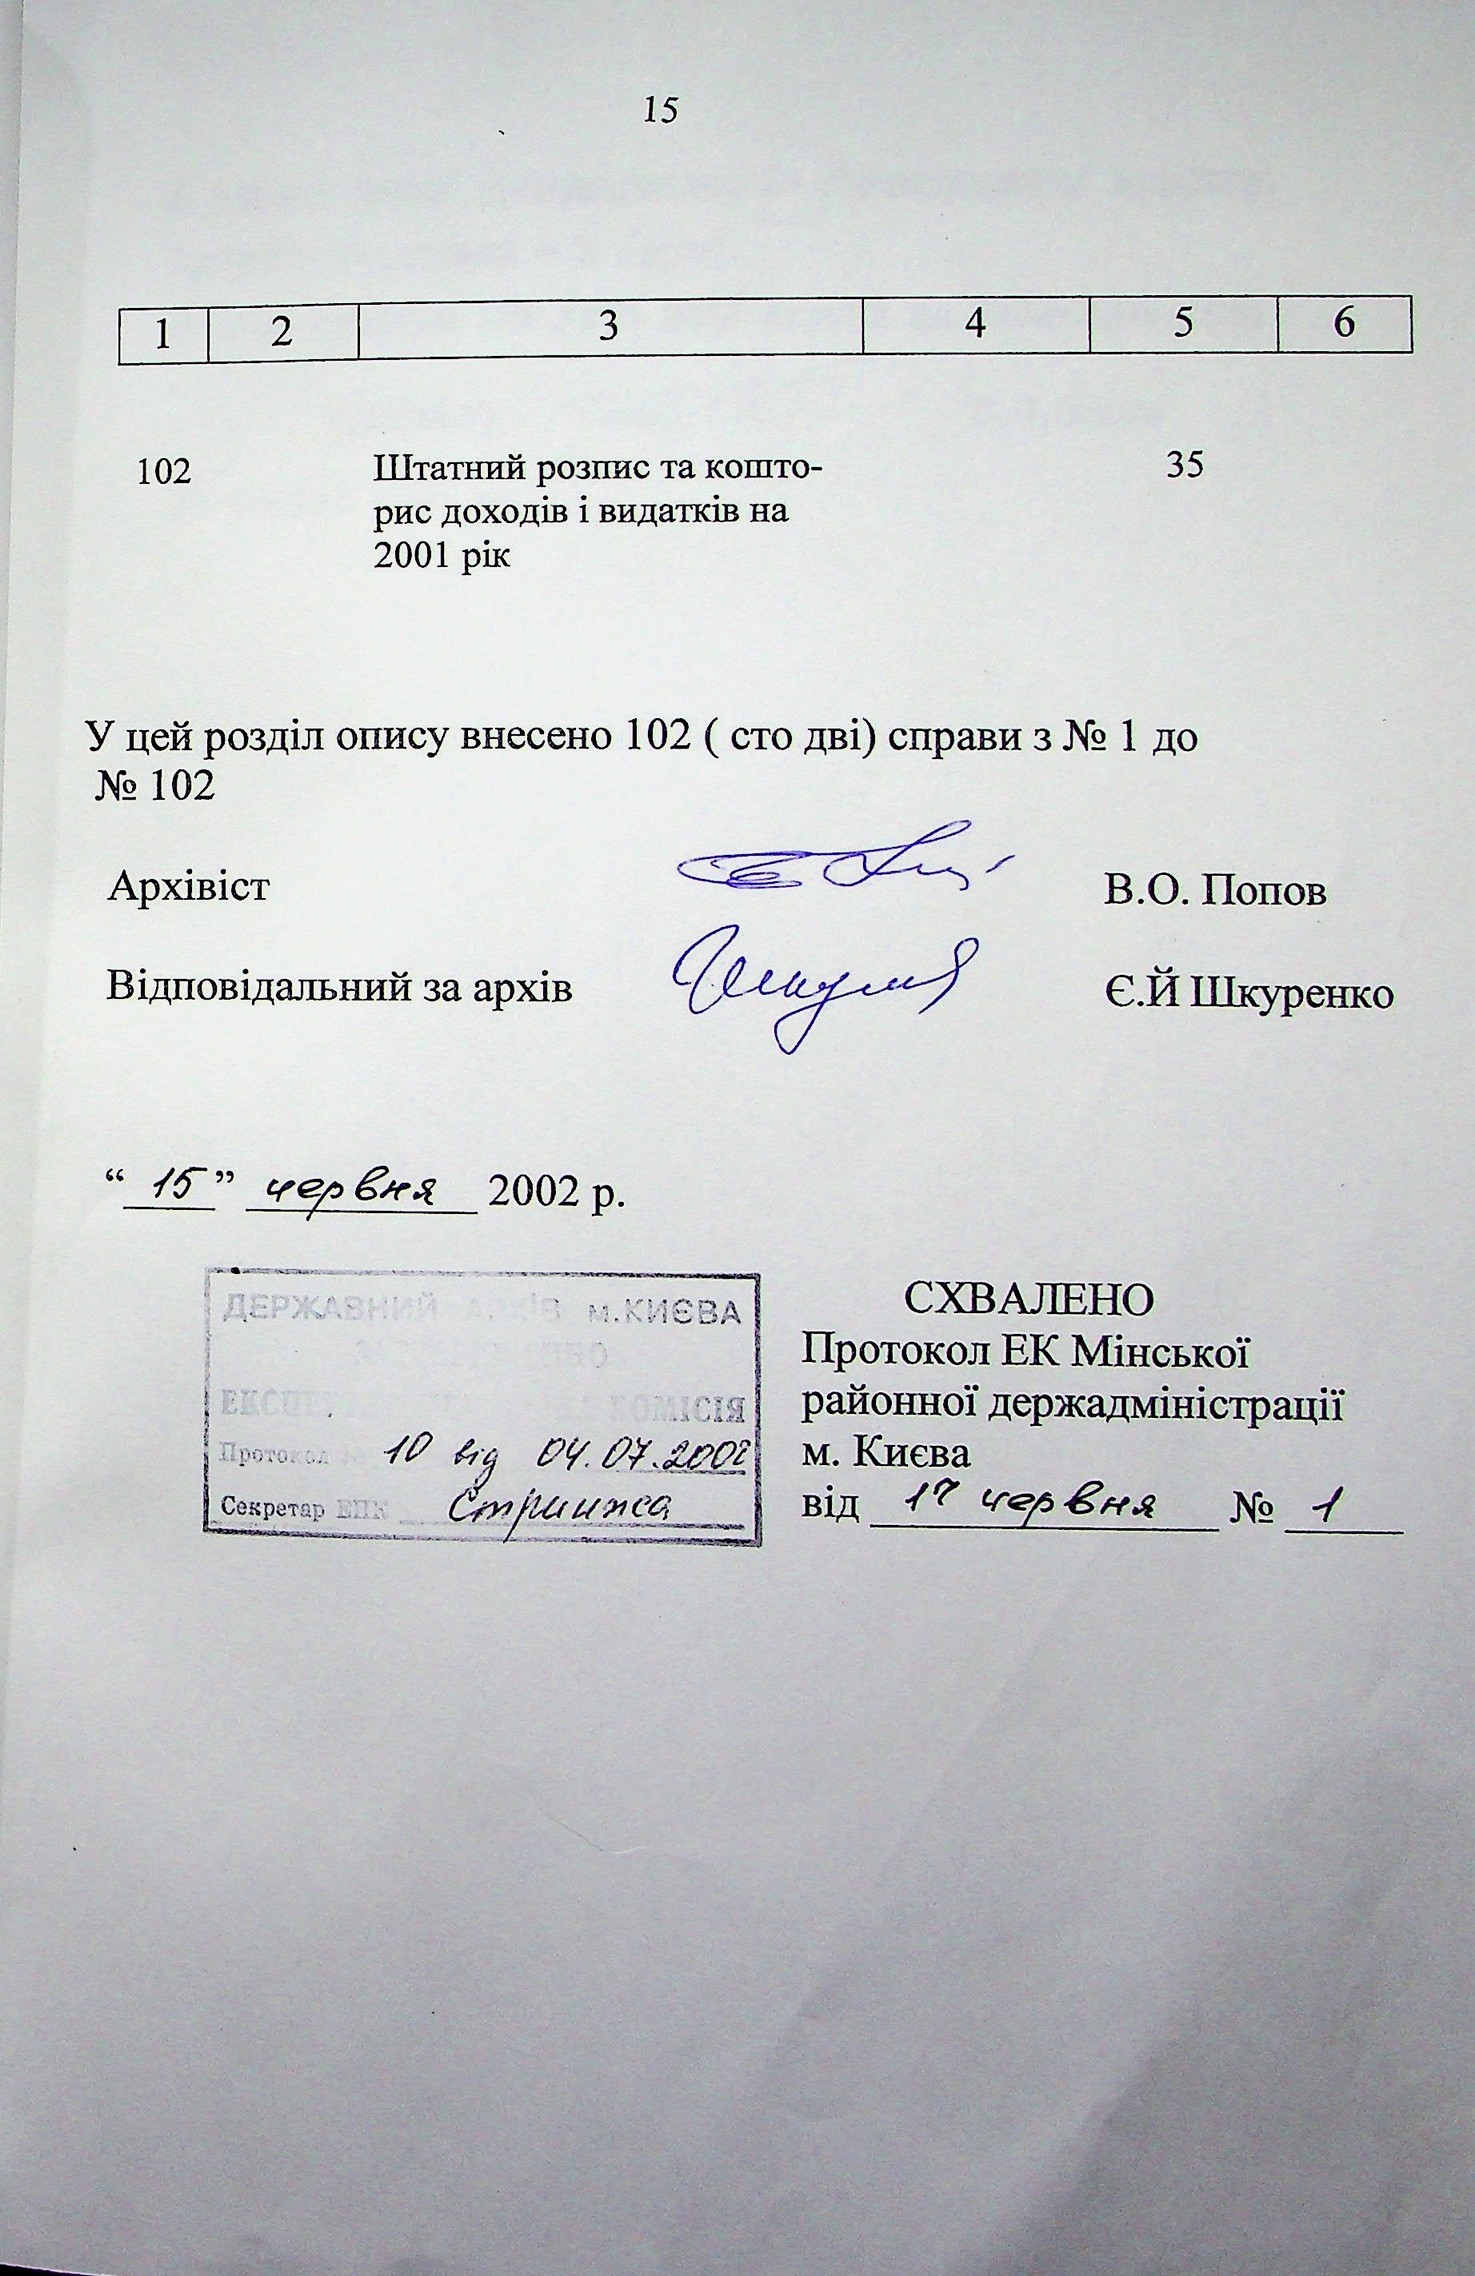 15
1 2 3 4 5 6
102 Штатний розпис та кошто- 35
рис доходів і видатків на
2001 рік
У цей розділ опису внесено 102 ( сто дві) справи з № 1 до
№ 102
Архівіст В.О. Попов
Відповідальний за архів Є.Й Шкуренко
“ 15 ” червня 2002 р.
ДЕРЖАВНИЙ АРХІВ м.КИЄВА
КОМІСІЯ
Протокол № 10 від 04.07.2002
Секретар ЕПК
СХВАЛЕНО
Протокол ЕК Мінської
районної держадміністрації
м. Києва
від 17 червня № 1